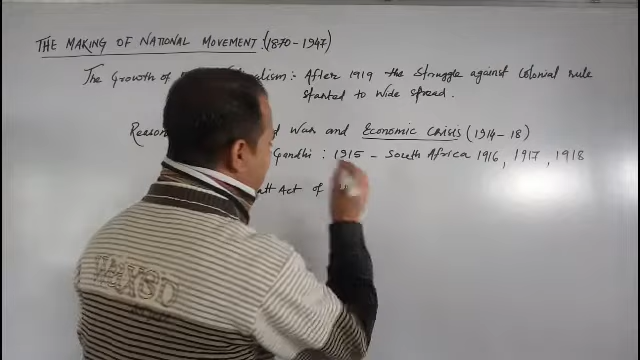 THE MAKING OF NATIONAL MOVEMENT : (1870-1947)
The Growth of alism :- After 1919 the struggle against Colonial rule
started to wide spread.
Reason d War and Economic Crisis (1914-18)
Gandhi : 1915 - South Africa 1916, 1917, 1918
att Act of